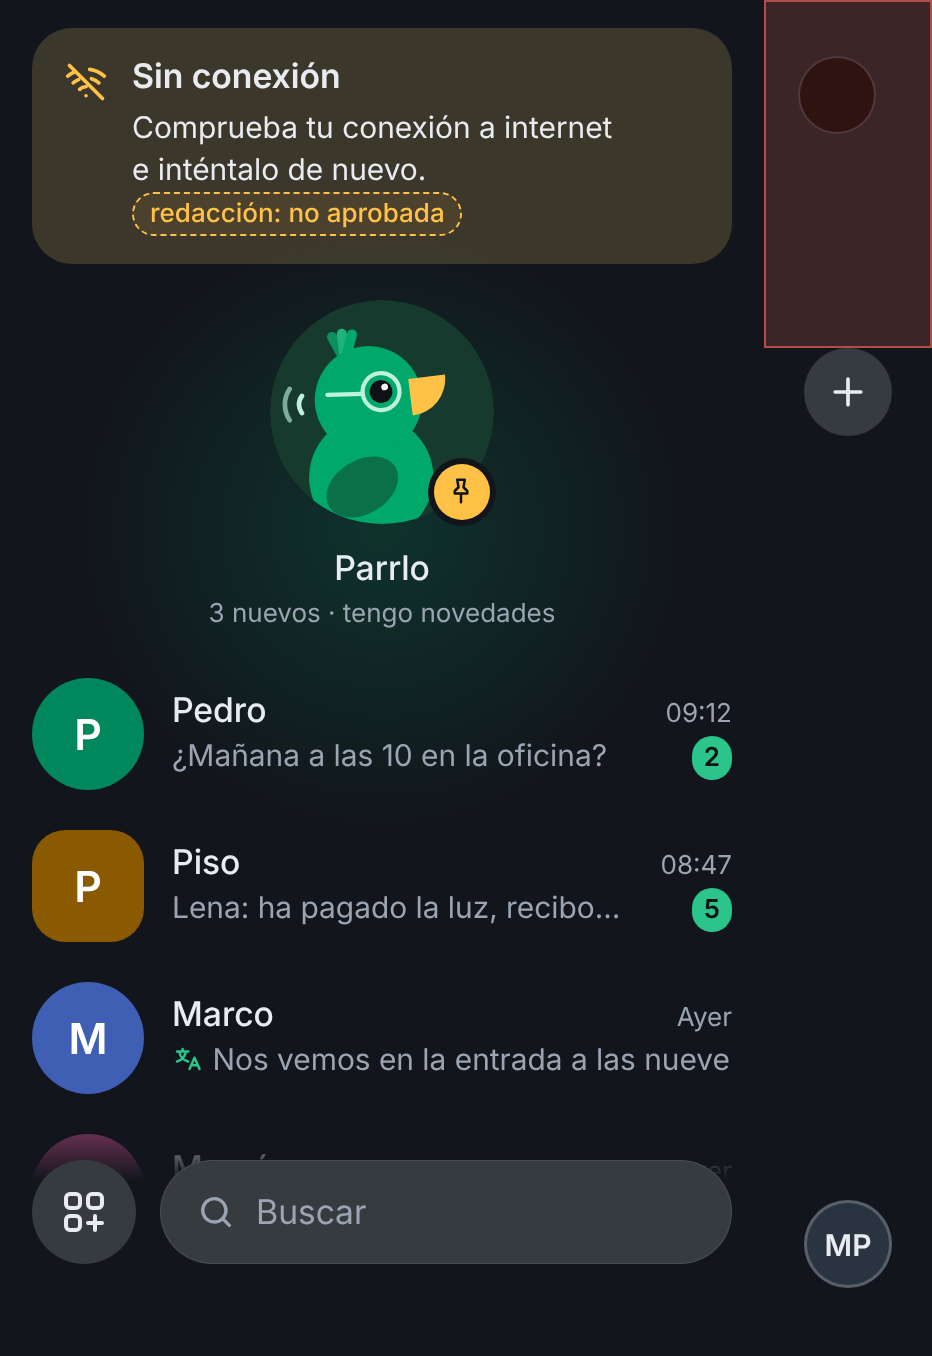 Sin conexión
Comprueba tu conexión a internet
e inténtalo de nuevo.
redacción: no aprobada
Parrlo
3 nuevos · tengo novedades
P
Pedro
09:12
¿Mañana a las 10 en la oficina?
2
P
Piso
08:47
Lena: ha pagado la luz, recibo...
5
M
Marco
Ayer
Nos vemos en la entrada a las nueve
Buscar
MP